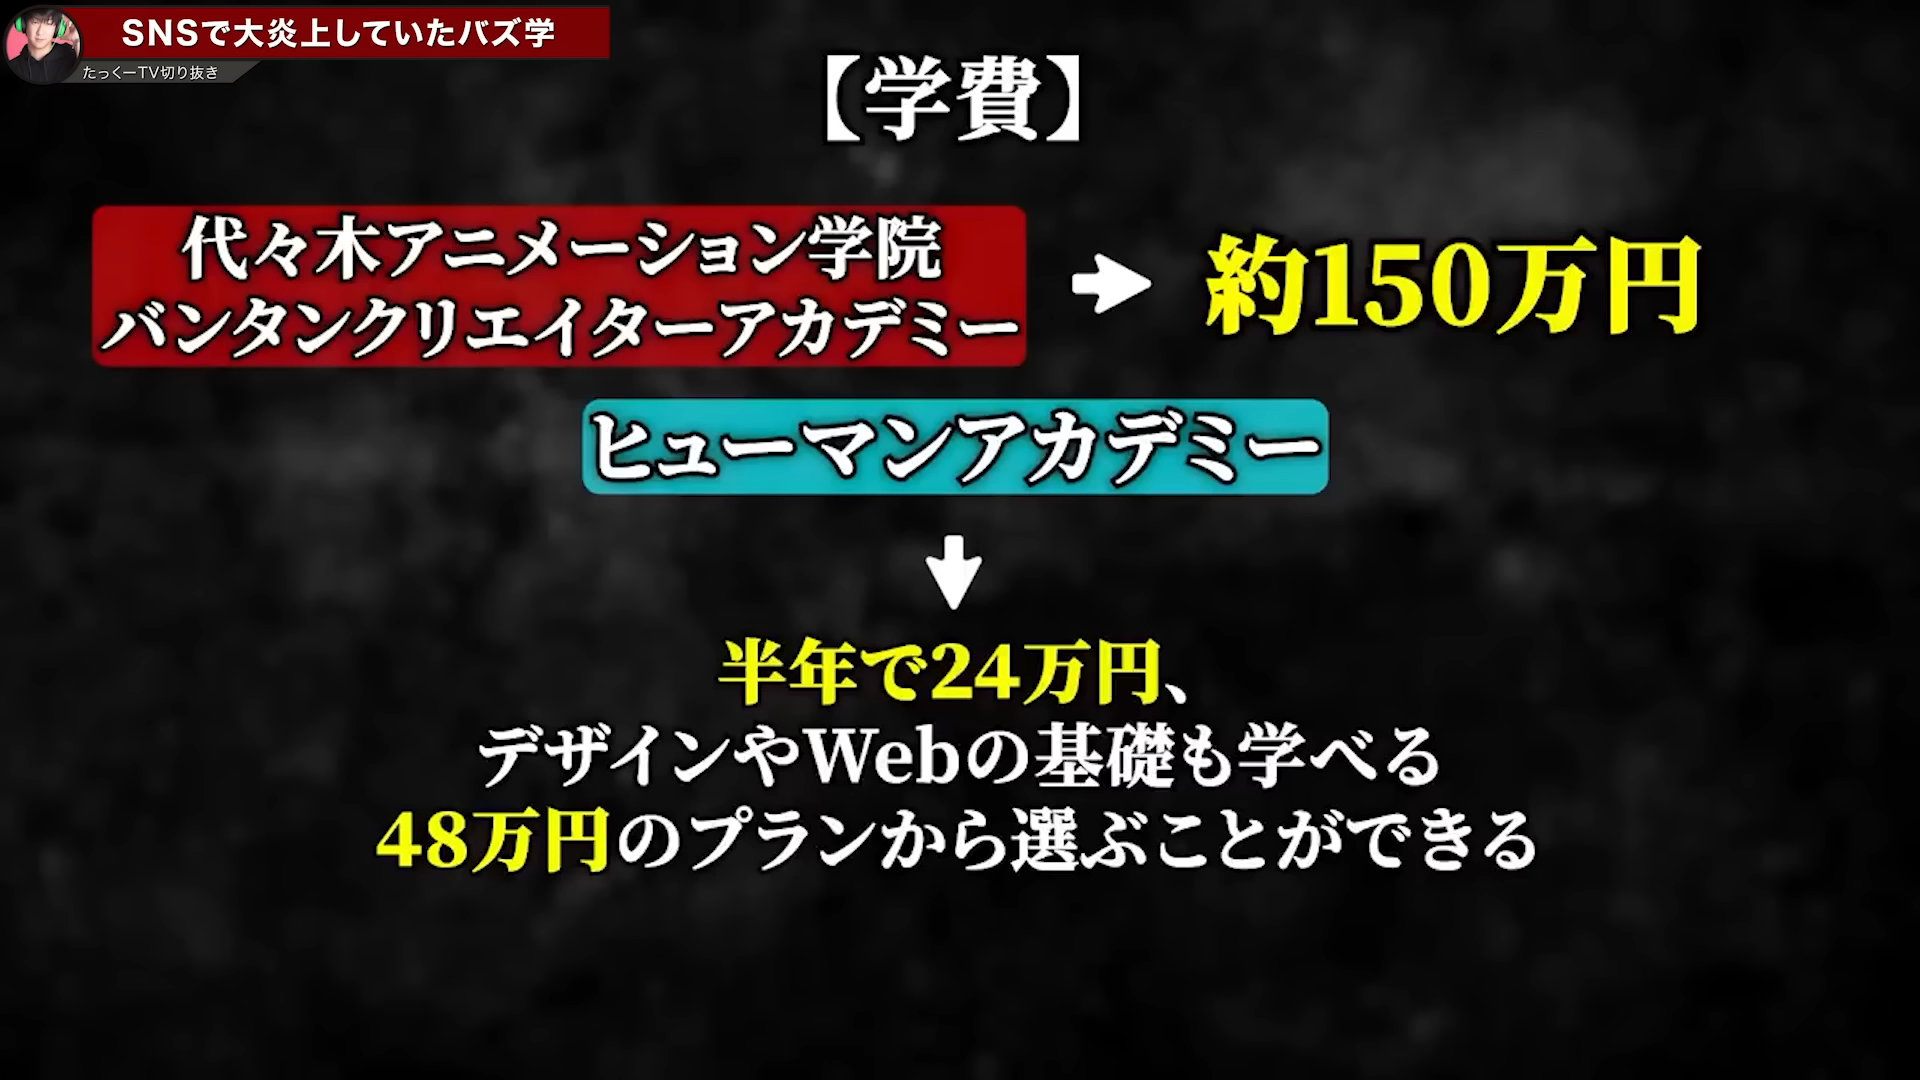 SNSで大炎上していたバズ学
たっくーTV切り抜き
【学費】
代々木アニメーション学院
バンタンクリエイターアカデミー
約150万円
ヒューマンアカデミー
半年で24万円、
デザインやWebの基礎も学べる
48万円のプランから選ぶことができる